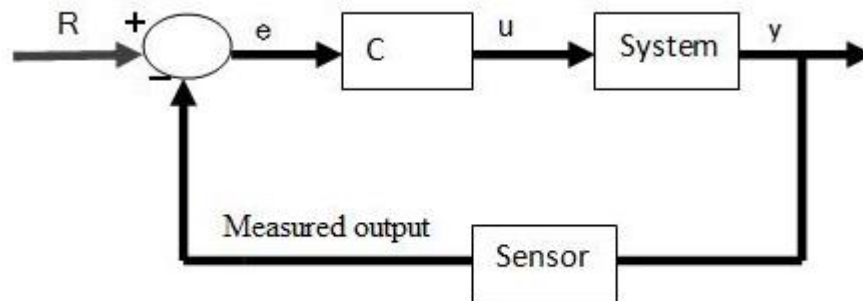 R
+
−
e
C
u
System
y
Measured output
Sensor